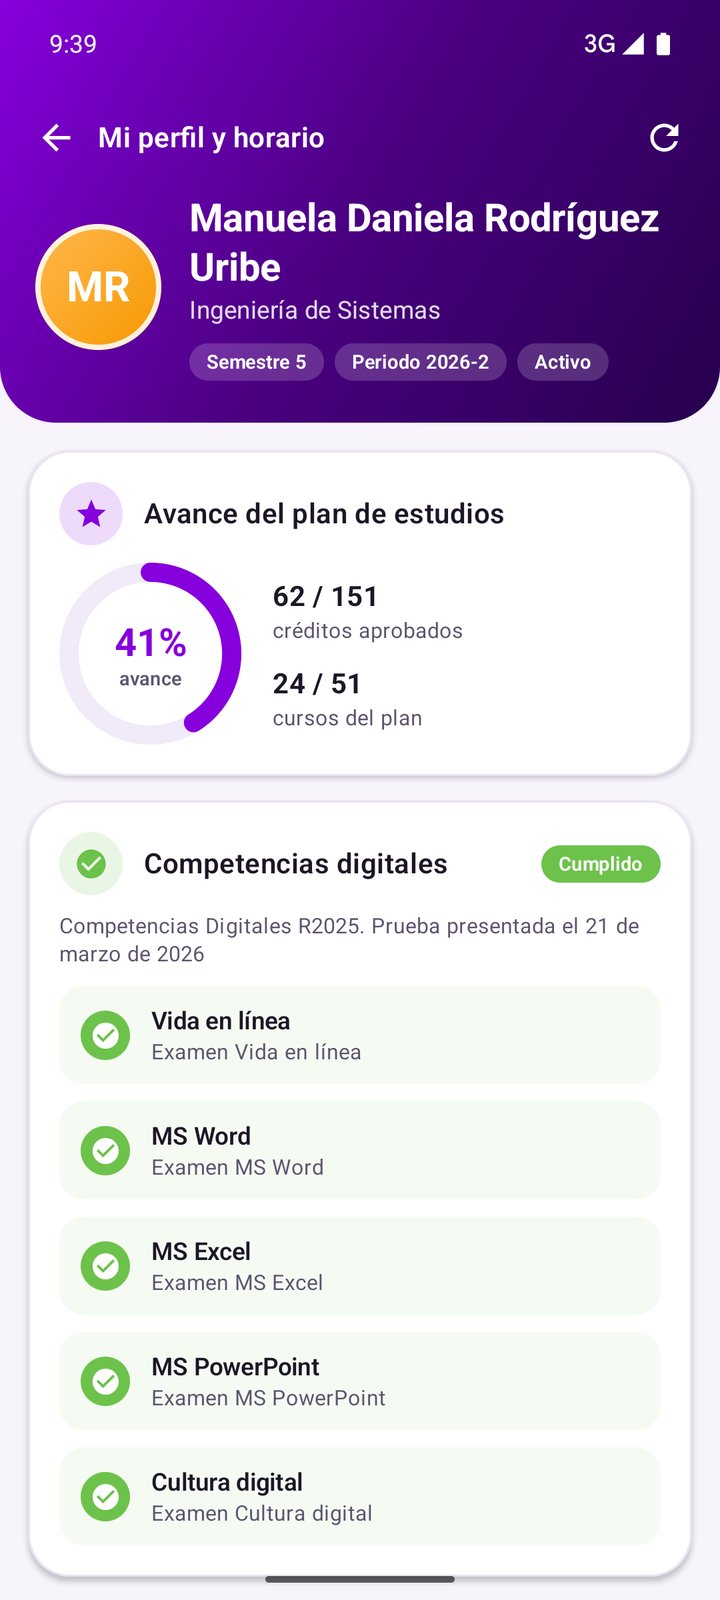 9:39
3G
Mi perfil y horario
MR
Manuela Daniela Rodríguez
Uribe
Ingeniería de Sistemas
Semestre 5
Periodo 2026-2
Activo
Avance del plan de estudios
41%
avance
62 / 151
créditos aprobados
24 / 51
cursos del plan
Competencias digitales
Cumplido
Competencias Digitales R2025. Prueba presentada el 21 de
marzo de 2026
Vida en línea
Examen Vida en línea
MS Word
Examen MS Word
MS Excel
Examen MS Excel
MS PowerPoint
Examen MS PowerPoint
Cultura digital
Examen Cultura digital